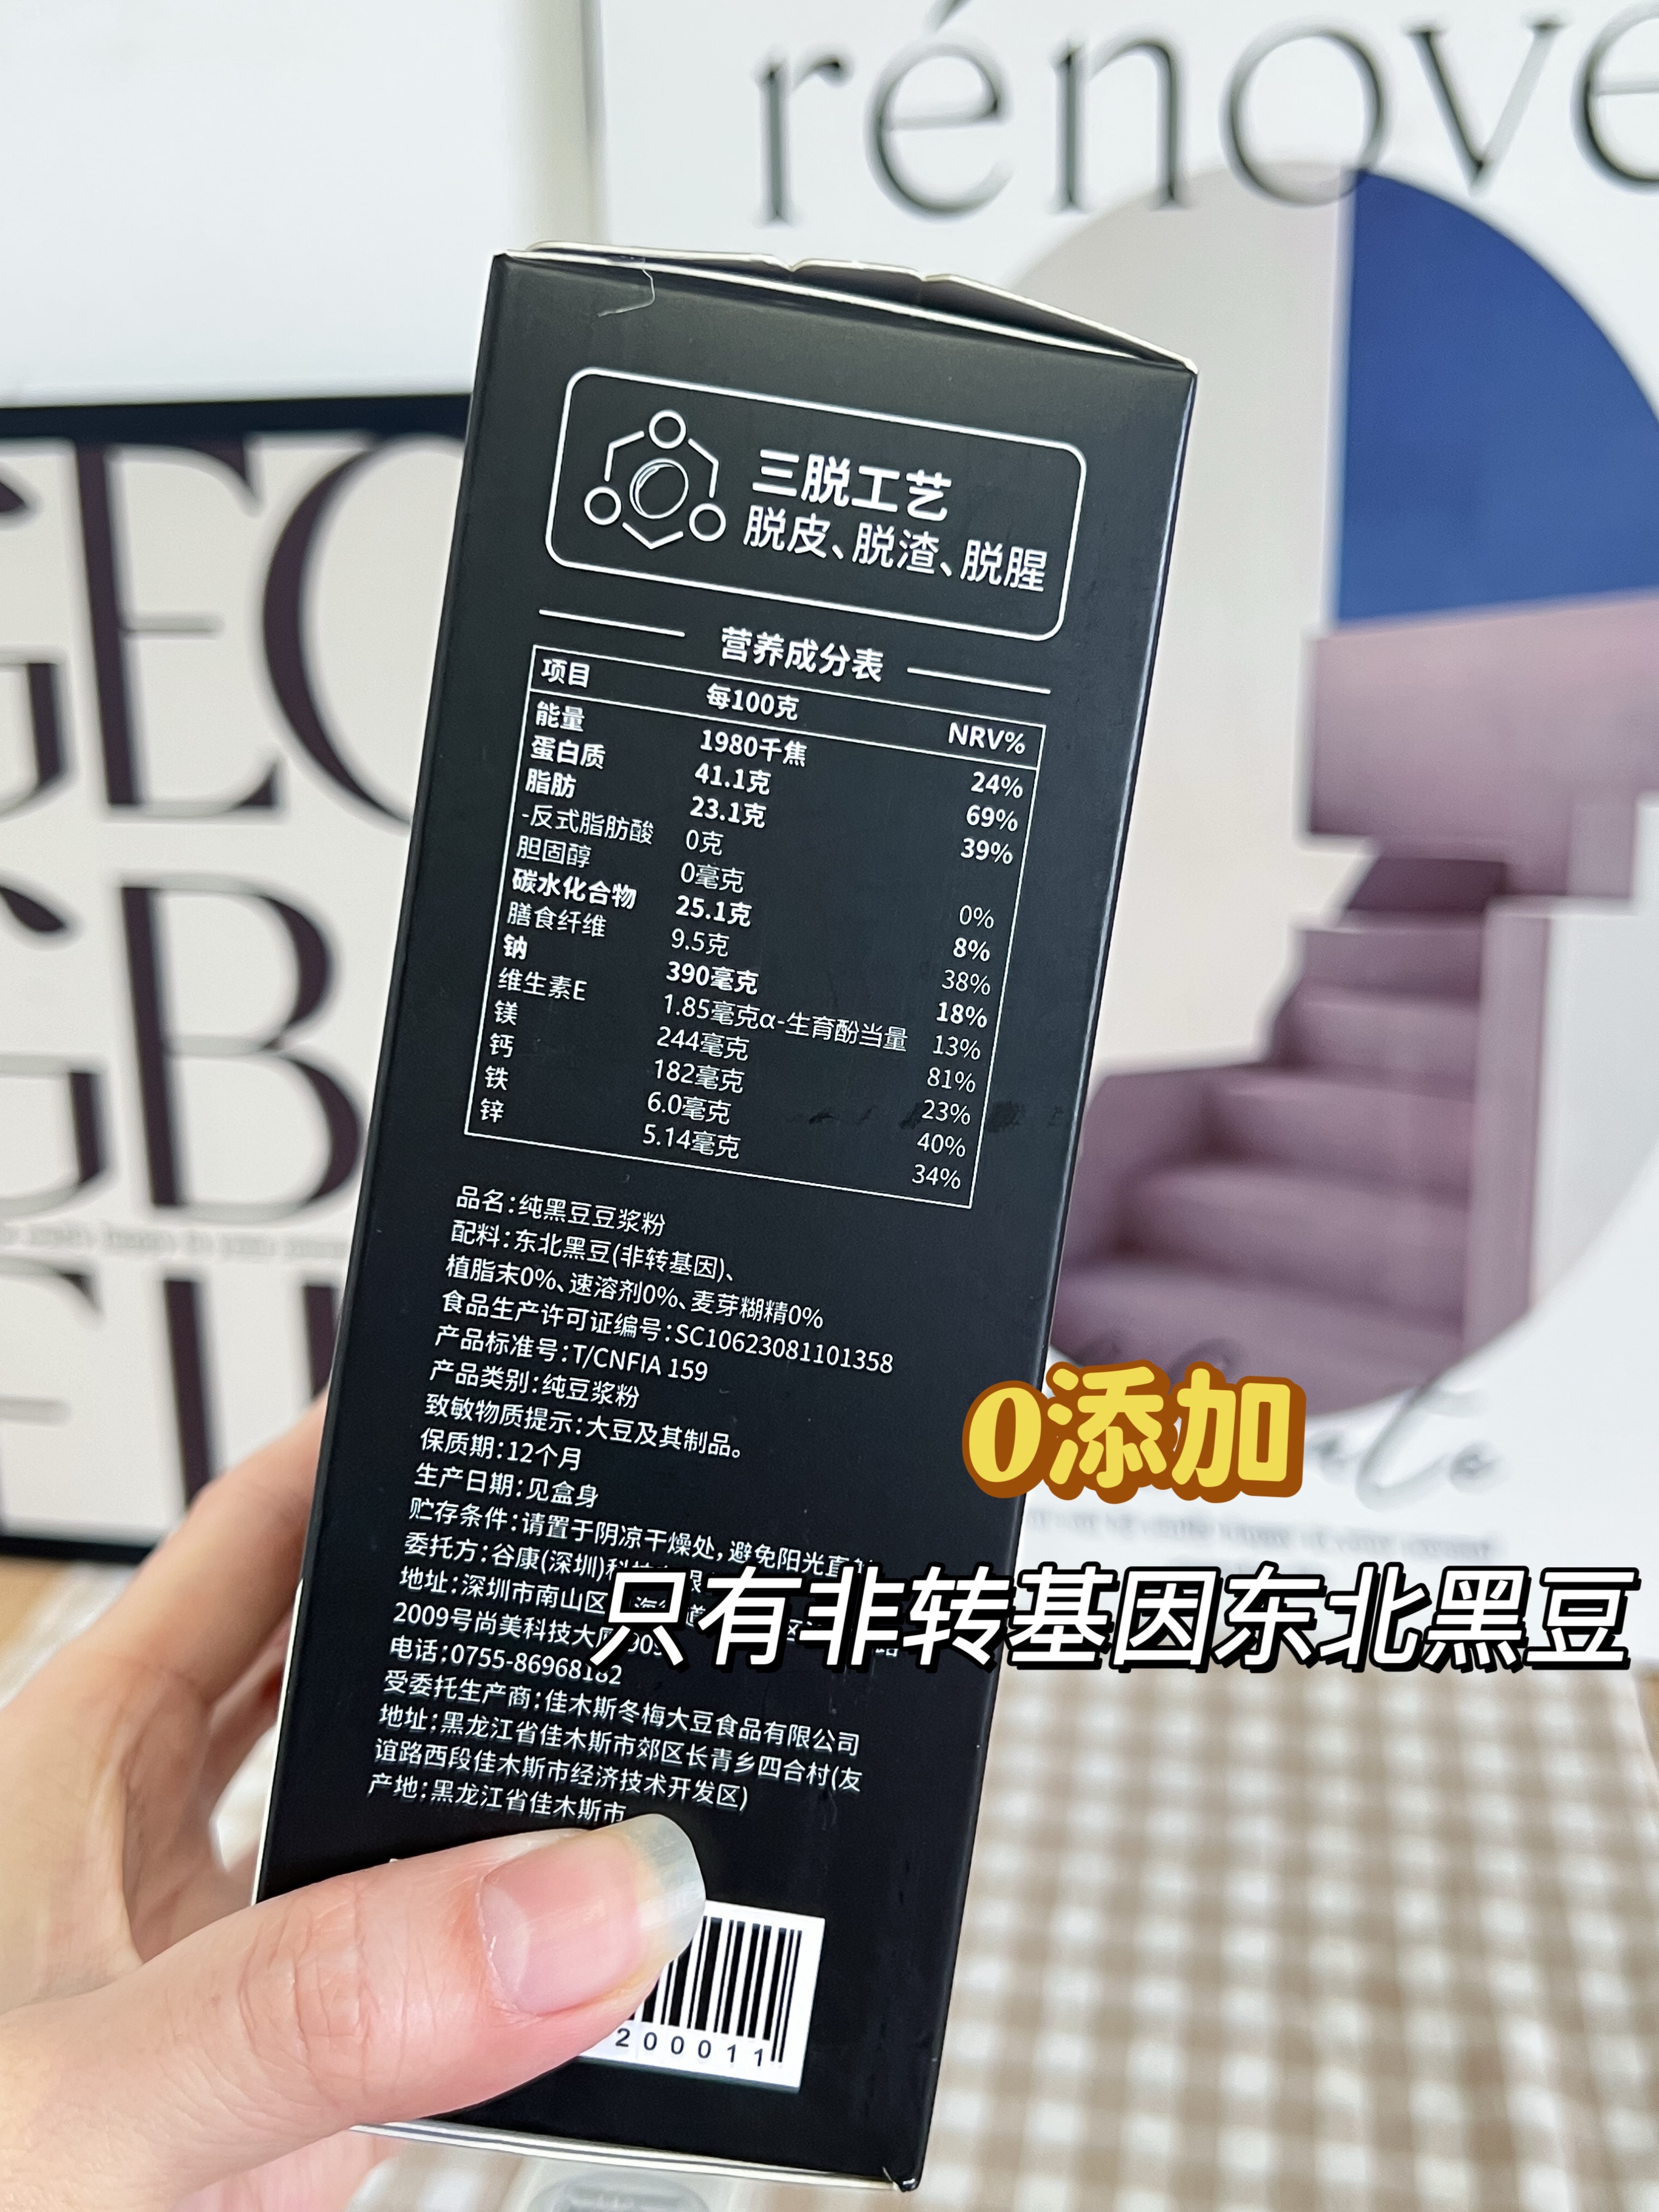 rénove
GEO
GB
三脱工艺
脱皮、脱渣、脱腥
营养成分表
项目 每100克 NRV%
能量 1980千焦 24%
蛋白质 41.1克 69%
脂肪 23.1克 39%
-反式脂肪酸 0克
胆固醇 0毫克 0%
碳水化合物 25.1克 8%
膳食纤维 9.5克 38%
钠 390毫克 18%
维生素E 1.85毫克α-生育酚当量 13%
镁 244毫克 81%
钙 182毫克 23%
铁 6.0毫克 40%
锌 5.14毫克 34%
品名：纯黑豆豆浆粉
配料：东北黑豆(非转基因)、
植脂末0%、速溶剂0%、麦芽糊精0%
食品生产许可证编号：SC10623081101358
产品标准号：T/CNFIA 159
产品类别：纯豆浆粉
致敏物质提示：大豆及其制品。
保质期：12个月
生产日期：见盒身
贮存条件：请置于阴凉干燥处，避免阳光直
委托方：谷康(深圳)科技
地址：深圳市南山区
2009号尚美科技大厦
电话：0755-86968182
受委托生产商：佳木斯冬梅大豆食品有限公司
地址：黑龙江省佳木斯市郊区长青乡四合村(友
谊路西段佳木斯市经济技术开发区)
产地：黑龙江省佳木斯市
200011
0添加
只有非转基因东北黑豆